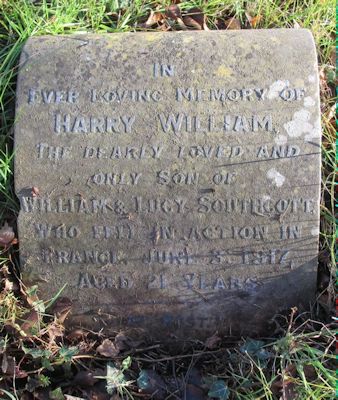 IN
EVER LOVING MEMORY OF
HARRY WILLIAM
THE DEARLY LOVED AND
ONLY SON OF
WILLIAM & LUCY SOUTHCOTT
WHO FELL IN ACTION IN
FRANCE JUNE 3. 1917
AGED 21 YEARS